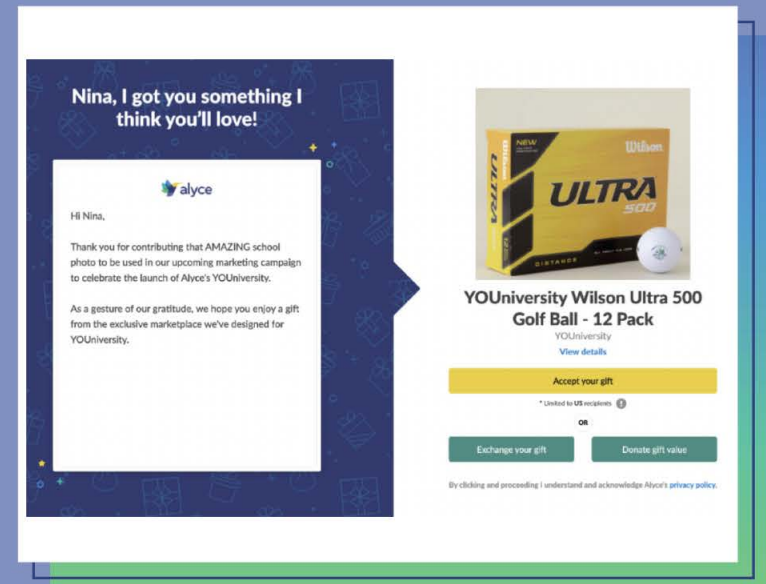 Nina, I got you something I
think you'll love!
alyce
Hi Nina,
Thank you for contributing that AMAZING school
photo to be used in our upcoming marketing campaign
to celebrate the launch of Alyce's YOUniversity.
As a gesture of our gratitude, we hope you enjoy a gift
from the exclusive marketplace we've designed for
YOUniversity.
NEW
Wilson
Wilson
ULTRA
ULTRA
500
DISTANCE
YOUniversity Wilson Ultra 500
Golf Ball - 12 Pack
YOUniversity
View details
Accept your gift
* Limited to US recipients
OR
Exchange your gift
Donate gift value
By clicking and proceeding I understand and acknowledge Alyce's privacy policy.